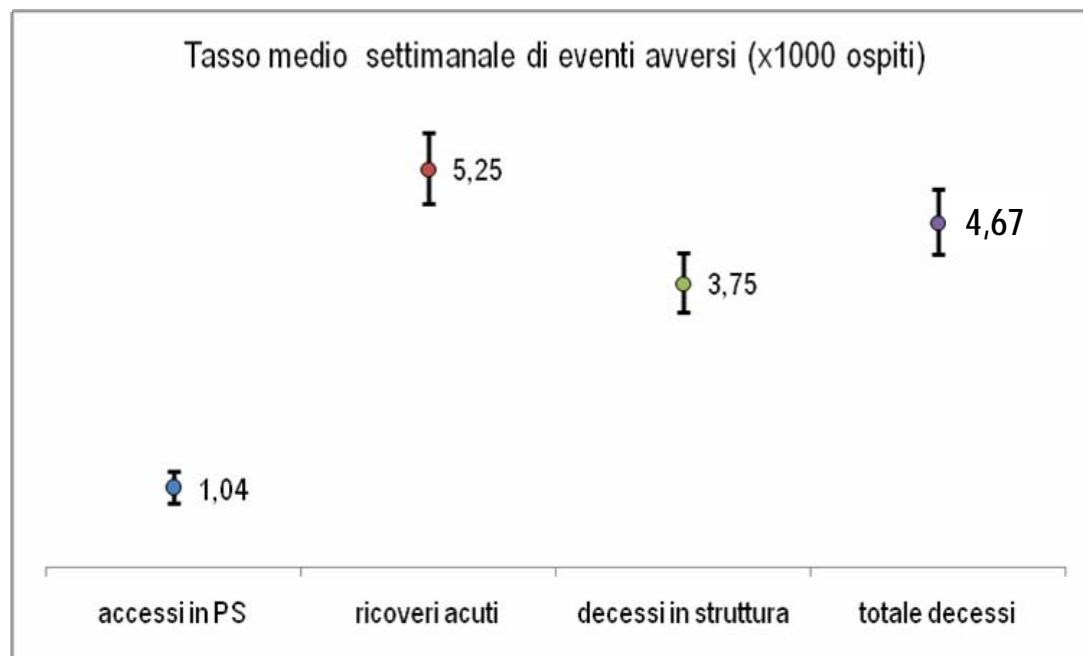 Tasso medio settimanale di eventi avversi (x1000 ospiti)
5,25
4,67
3,75
1,04
accessi in PS ricoveri acuti decessi in struttura totale decessi